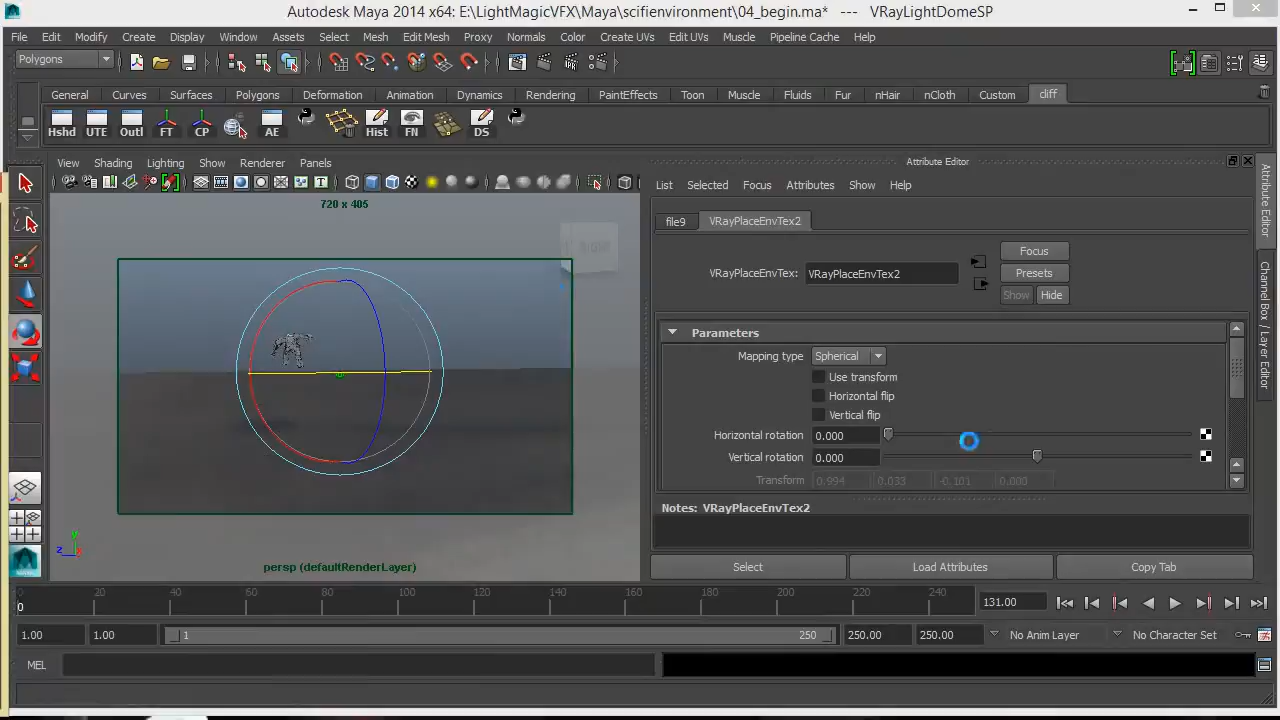 Autodesk Maya 2014 x64: E:\LightMagicVFX\Maya\scifienvironment\04_begin.ma* --- VRayLightDomeSP
File Edit Modify Create Display Window Assets Select Mesh Edit Mesh Proxy Normals Color Create UVs Edit UVs Muscle Pipeline Cache Help
Polygons
General Curves Surfaces Polygons Deformation Animation Dynamics Rendering PaintEffects Toon Muscle Fluids Fur nHair nCloth Custom diff
Hshd UTE Outl FT CP AE Hist FN DS
View Shading Lighting Show Renderer Panels
Attribute Editor
List Selected Focus Attributes Show Help
720 x 405
file9 VRayPlaceEnvTex2
Focus
VRayPlaceEnvTex: VRayPlaceEnvTex2
Presets
Show Hide
Parameters
Mapping type Spherical
Use transform
Horizontal flip
Vertical flip
Horizontal rotation 0.000
Vertical rotation 0.000
Transform 0.994 0.033 -0.101 0.000
Notes: VRayPlaceEnvTex2
persp (defaultRenderLayer)
Select Load Attributes Copy Tab
Attribute Editor
Channel Box / Layer Editor
y
z x
0 20 40 60 80 100 120 140 160 180 200 220 240
0
131.00
1.00 1.00 1 250 250.00 250.00 No Anim Layer No Character Set
MEL